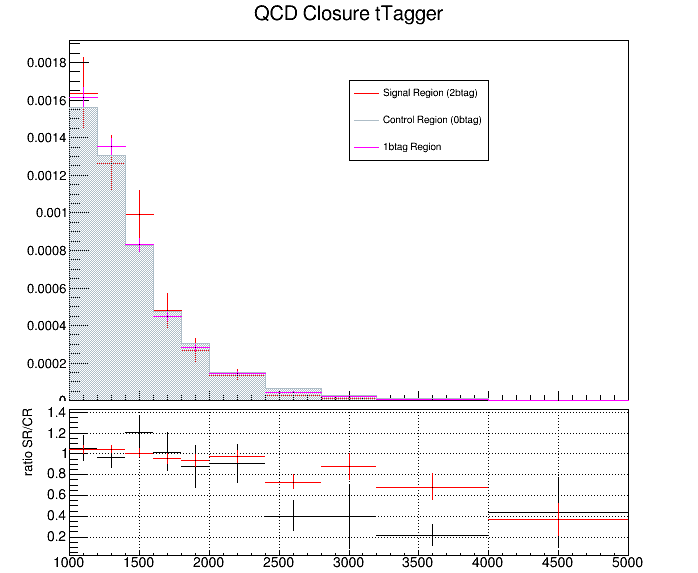 QCD Closure tTagger
0.0018
0.0016
0.0014
0.0012
0.001
0.0008
0.0006
0.0004
0.0002
0
Signal Region (2btag)
Control Region (0btag)
1btag Region
ratio SR/CR
1.4
1.2
1
0.8
0.6
0.4
0.2
1000 1500 2000 2500 3000 3500 4000 4500 5000